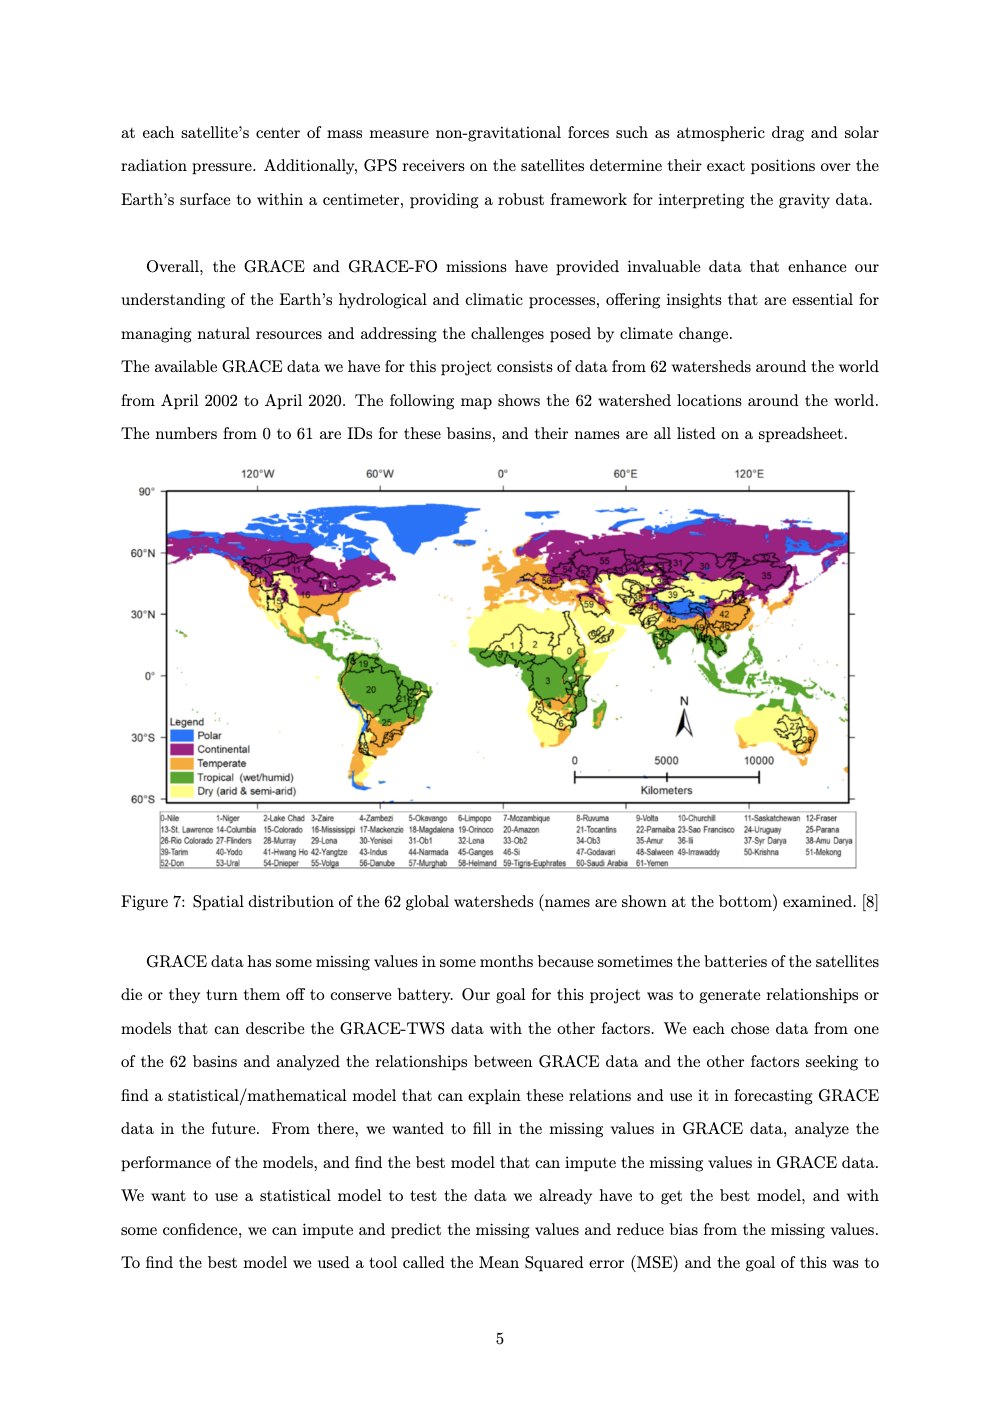 at each satellite's center of mass measure non-gravitational forces such as atmospheric drag and solar
radiation pressure. Additionally, GPS receivers on the satellites determine their exact positions over the
Earth's surface to within a centimeter, providing a robust framework for interpreting the gravity data.
Overall, the GRACE and GRACE-FO missions have provided invaluable data that enhance our
understanding of the Earth's hydrological and climatic processes, offering insights that are essential for
managing natural resources and addressing the challenges posed by climate change.
The available GRACE data we have for this project consists of data from 62 watersheds around the world
from April 2002 to April 2020. The following map shows the 62 watershed locations around the world.
The numbers from 0 to 61 are IDs for these basins, and their names are all listed on a spreadsheet.
120°W 60°W 0° 60°E 120°E
90°
60°N
30°N
0°
30°S
60°S
55
31
30
35
39
42
45
59
1
2
0
3
19
20
25
16
11
N
Legend
Polar
Continental
Temperate
Tropical (wet/humid)
Dry (arid & semi-arid)
0 5000 10000
Kilometers
0-Nile 1-Niger 2-Lake Chad 3-Zaire 4-Zambezi 5-Okavango 6-Limpopo 7-Mozambique 8-Ruvuma 9-Volta 10-Churchill 11-Saskatchewan 12-Fraser
13-St. Lawrence 14-Columbia 15-Colorado 16-Mississippi 17-Mackenzie 18-Magdalena 19-Orinoco 20-Amazon 21-Tocantins 22-Parnaiba 23-Sao Francisco 24-Uruguay 25-Parana
26-Rio Colorado 27-Flinders 28-Murray 29-Lena 30-Yenisei 31-Ob1 32-Lena 33-Ob2 34-Ob3 35-Amur 36-Ili 37-Syr Darya 38-Amu Darya
39-Tarim 40-Yodo 41-Hwang Ho 42-Yangtze 43-Indus 44-Narmada 45-Ganges 46-Si 47-Godavari 48-Salween 49-Irrawaddy 50-Krishna 51-Mekong
52-Don 53-Ural 54-Dnieper 55-Volga 56-Danube 57-Murghab 58-Helmand 59-Tigris-Euphrates 60-Saudi Arabia 61-Yemen
Figure 7: Spatial distribution of the 62 global watersheds (names are shown at the bottom) examined. [8]
GRACE data has some missing values in some months because sometimes the batteries of the satellites
die or they turn them off to conserve battery. Our goal for this project was to generate relationships or
models that can describe the GRACE-TWS data with the other factors. We each chose data from one
of the 62 basins and analyzed the relationships between GRACE data and the other factors seeking to
find a statistical/mathematical model that can explain these relations and use it in forecasting GRACE
data in the future. From there, we wanted to fill in the missing values in GRACE data, analyze the
performance of the models, and find the best model that can impute the missing values in GRACE data.
We want to use a statistical model to test the data we already have to get the best model, and with
some confidence, we can impute and predict the missing values and reduce bias from the missing values.
To find the best model we used a tool called the Mean Squared error (MSE) and the goal of this was to
5